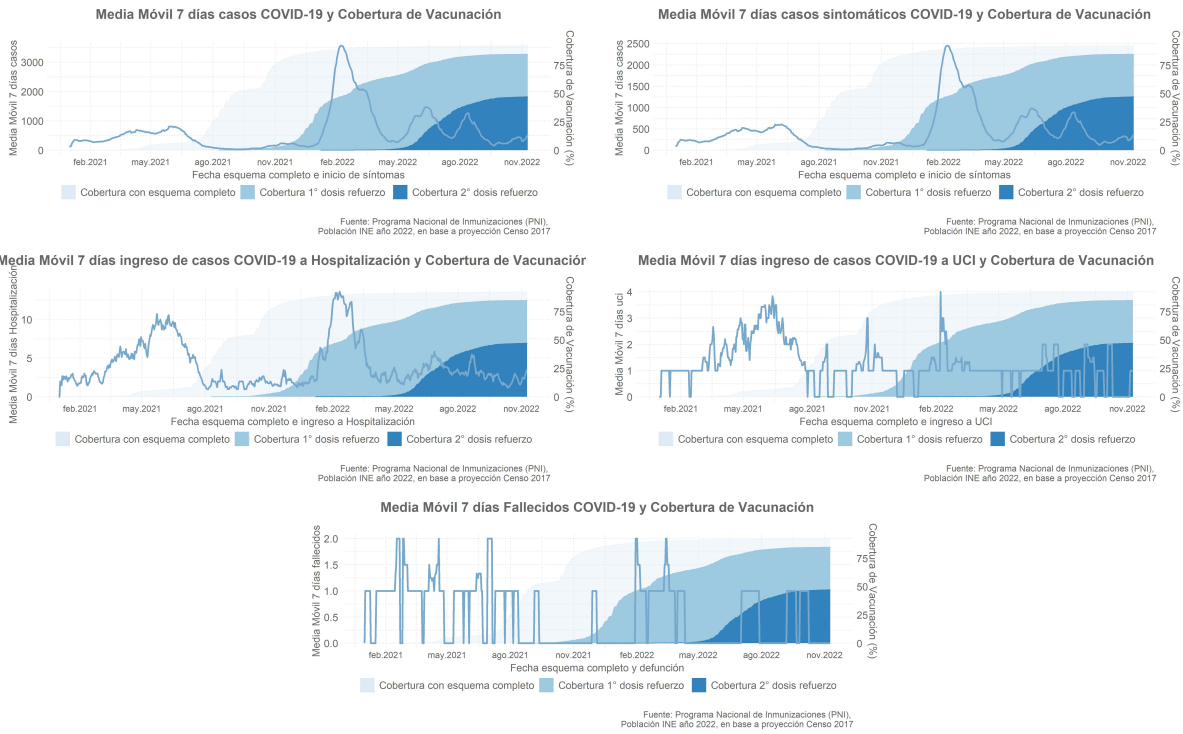 Media Móvil 7 días casos COVID-19 y Cobertura de Vacunación
Media Móvil 7 días casos
3000
2000
1000
0
75
50
25
0
Cobertura de Vacunación (%)
feb.2021 may.2021 ago.2021 nov.2021 feb.2022 may.2022 ago.2022 nov.2022
Fecha esquema completo e inicio de síntomas
Cobertura con esquema completo Cobertura 1° dosis refuerzo Cobertura 2° dosis refuerzo
Fuente: Programa Nacional de Inmunizaciones (PNI),
Población INE año 2022, en base a proyección Censo 2017
Media Móvil 7 días casos sintomáticos COVID-19 y Cobertura de Vacunación
Media Móvil 7 días casos
2500
2000
1500
1000
500
0
75
50
25
0
Cobertura de Vacunación (%)
feb.2021 may.2021 ago.2021 nov.2021 feb.2022 may.2022 ago.2022 nov.2022
Fecha esquema completo e inicio de síntomas
Cobertura con esquema completo Cobertura 1° dosis refuerzo Cobertura 2° dosis refuerzo
Fuente: Programa Nacional de Inmunizaciones (PNI),
Población INE año 2022, en base a proyección Censo 2017
Media Móvil 7 días ingreso de casos COVID-19 a Hospitalización y Cobertura de Vacunación
Media Móvil 7 días Hospitalización
10
5
0
75
50
25
0
Cobertura de Vacunación (%)
feb.2021 may.2021 ago.2021 nov.2021 feb.2022 may.2022 ago.2022 nov.2022
Fecha esquema completo e ingreso a Hospitalización
Cobertura con esquema completo Cobertura 1° dosis refuerzo Cobertura 2° dosis refuerzo
Fuente: Programa Nacional de Inmunizaciones (PNI),
Población INE año 2022, en base a proyección Censo 2017
Media Móvil 7 días ingreso de casos COVID-19 a UCI y Cobertura de Vacunación
Media Móvil 7 días uci
4
3
2
1
0
75
50
25
0
Cobertura de Vacunación (%)
feb.2021 may.2021 ago.2021 nov.2021 feb.2022 may.2022 ago.2022 nov.2022
Fecha esquema completo e ingreso a UCI
Cobertura con esquema completo Cobertura 1° dosis refuerzo Cobertura 2° dosis refuerzo
Fuente: Programa Nacional de Inmunizaciones (PNI),
Población INE año 2022, en base a proyección Censo 2017
Media Móvil 7 días Fallecidos COVID-19 y Cobertura de Vacunación
Media Móvil 7 días fallecidos
2.0
1.5
1.0
0.5
0.0
75
50
25
0
Cobertura de Vacunación (%)
feb.2021 may.2021 ago.2021 nov.2021 feb.2022 may.2022 ago.2022 nov.2022
Fecha esquema completo y defunción
Cobertura con esquema completo Cobertura 1° dosis refuerzo Cobertura 2° dosis refuerzo
Fuente: Programa Nacional de Inmunizaciones (PNI),
Población INE año 2022, en base a proyección Censo 2017